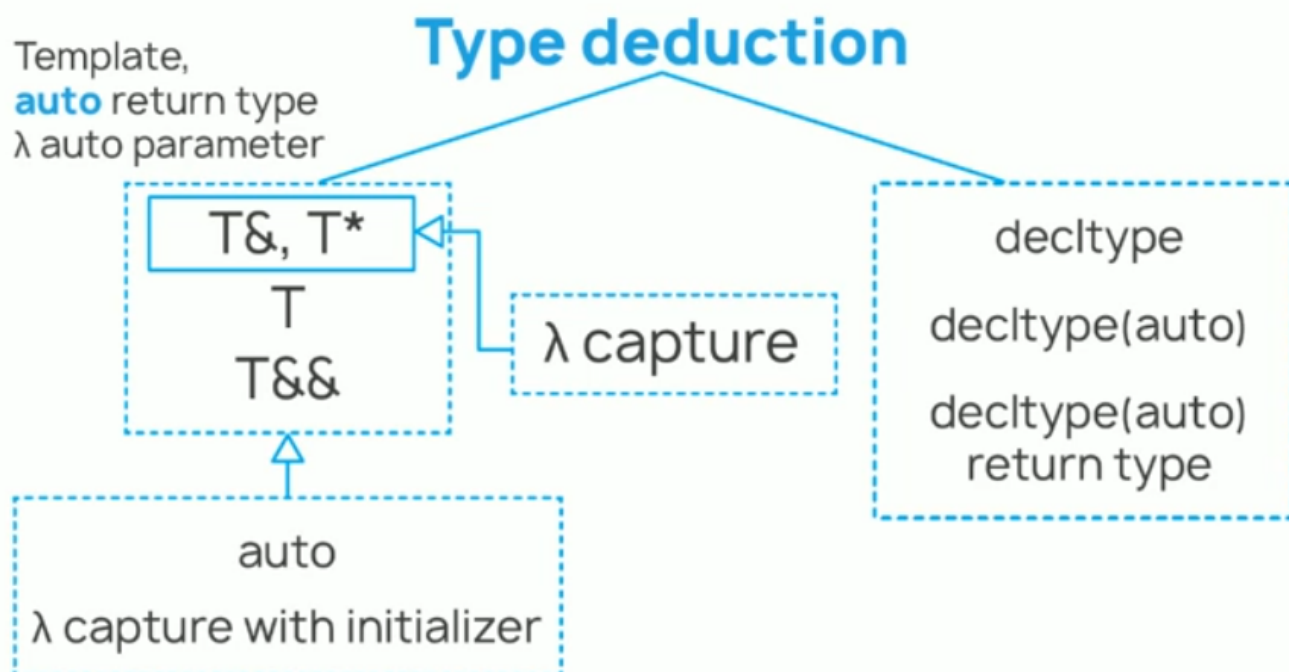 Type deduction
Template,
auto return type
λ auto parameter
T&, T*
T
T&&
λ capture
auto
λ capture with initializer
decltype
decltype(auto)
decltype(auto)
return type